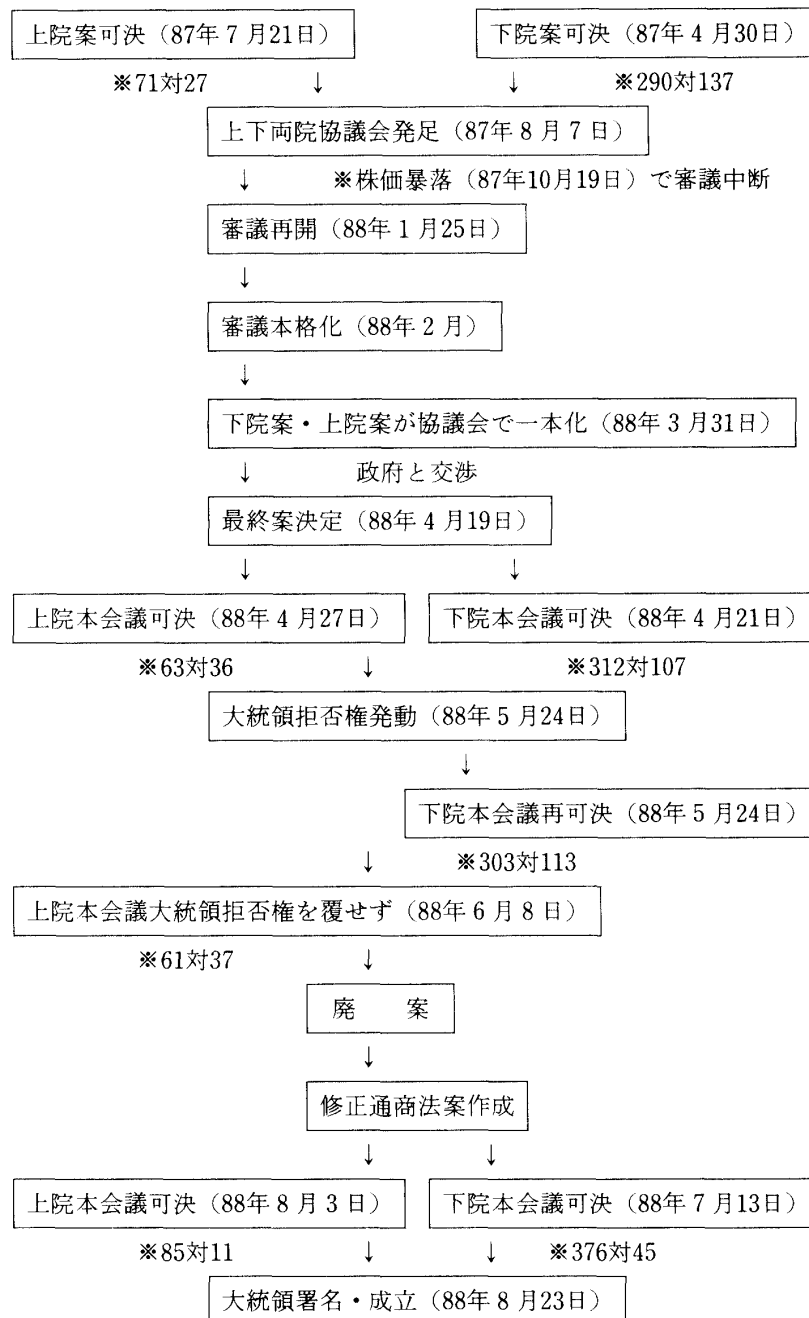 上院案可決（87年7月21日） 下院案可決（87年4月30日）
※71対27 ↓ ↓ ※290対137
上下両院協議会発足（87年8月7日）
↓ ※株価暴落（87年10月19日）で審議中断
審議再開（88年1月25日）
↓
審議本格化（88年2月）
↓
下院案・上院案が協議会で一本化（88年3月31日）
↓ 政府と交渉
最終案決定（88年4月19日）
↓ ↓
上院本会議可決（88年4月27日） 下院本会議可決（88年4月21日）
※63対36 ↓ ※312対107
大統領拒否権発動（88年5月24日）
↓
下院本会議再可決（88年5月24日）
↓ ※303対113
上院本会議大統領拒否権を覆せず（88年6月8日）
※61対37 ↓
廃　案
↓
修正通商法案作成
↓ ↓
上院本会議可決（88年8月3日） 下院本会議可決（88年7月13日）
※85対11 ↓ ↓ ※376対45
大統領署名・成立（88年8月23日）